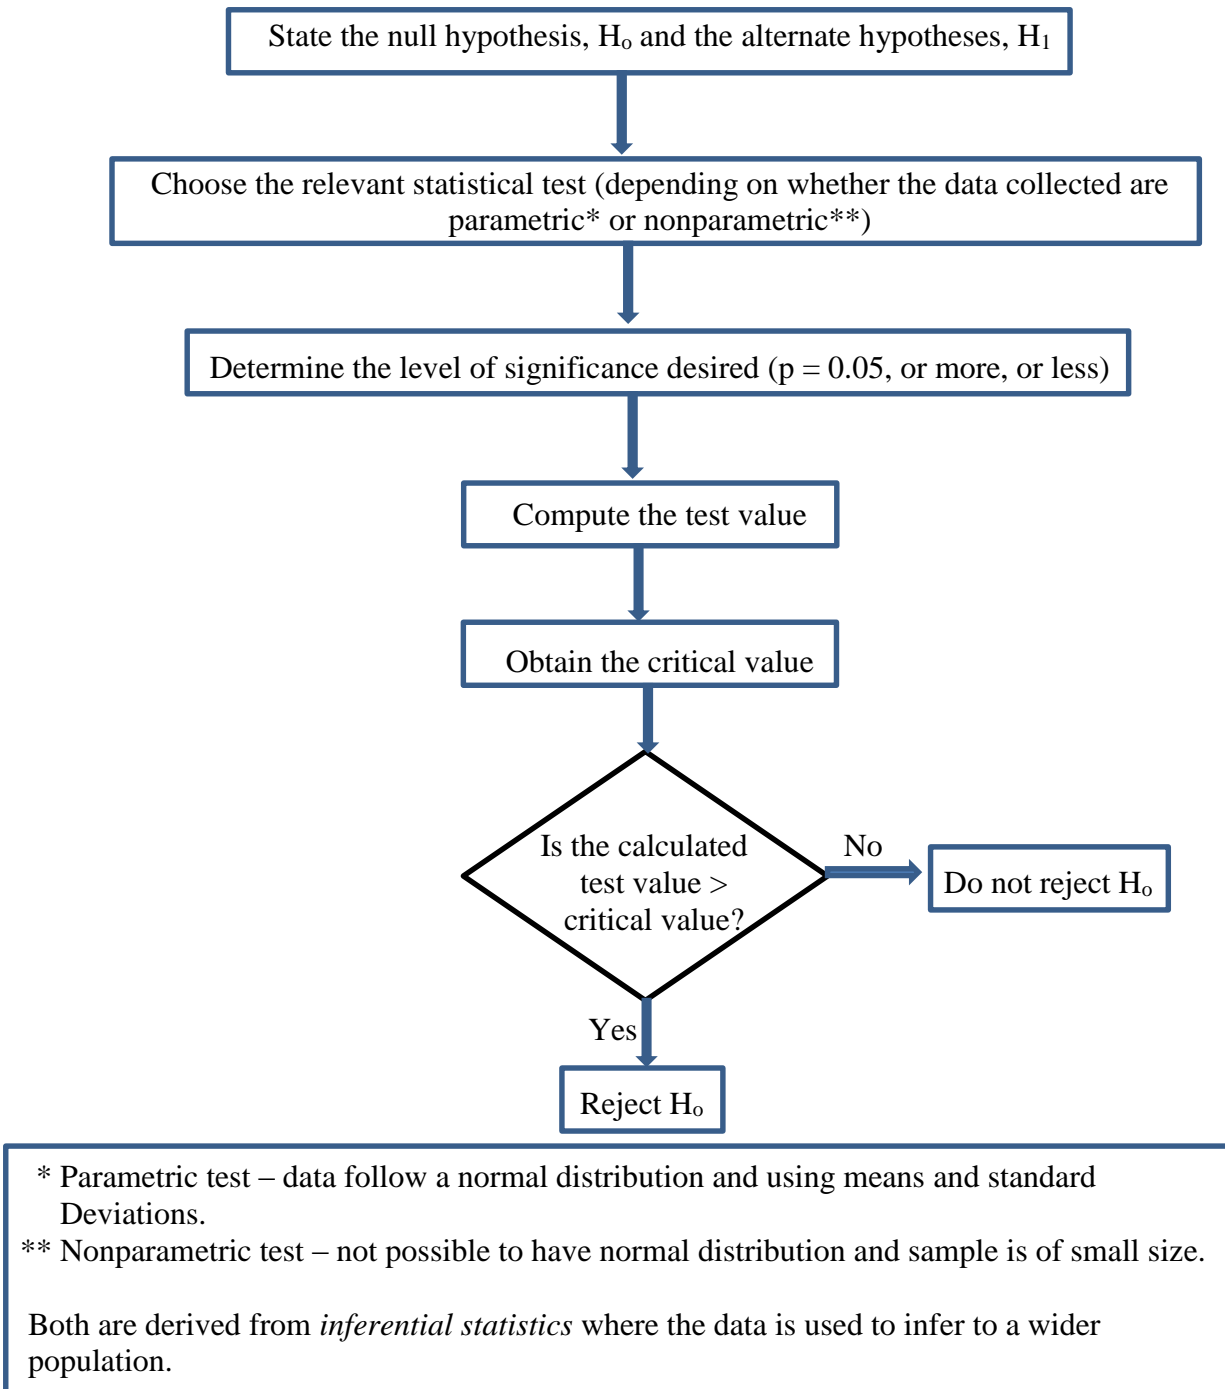 State the null hypothesis, Ho and the alternate hypotheses, H1
Choose the relevant statistical test (depending on whether the data collected are
parametric* or nonparametric**)
Determine the level of significance desired (p = 0.05, or more, or less)
Compute the test value
Obtain the critical value
Is the calculated
test value >
critical value?
No
Do not reject Ho
Yes
Reject Ho
* Parametric test – data follow a normal distribution and using means and standard
Deviations.
** Nonparametric test – not possible to have normal distribution and sample is of small size.
Both are derived from inferential statistics where the data is used to infer to a wider
population.